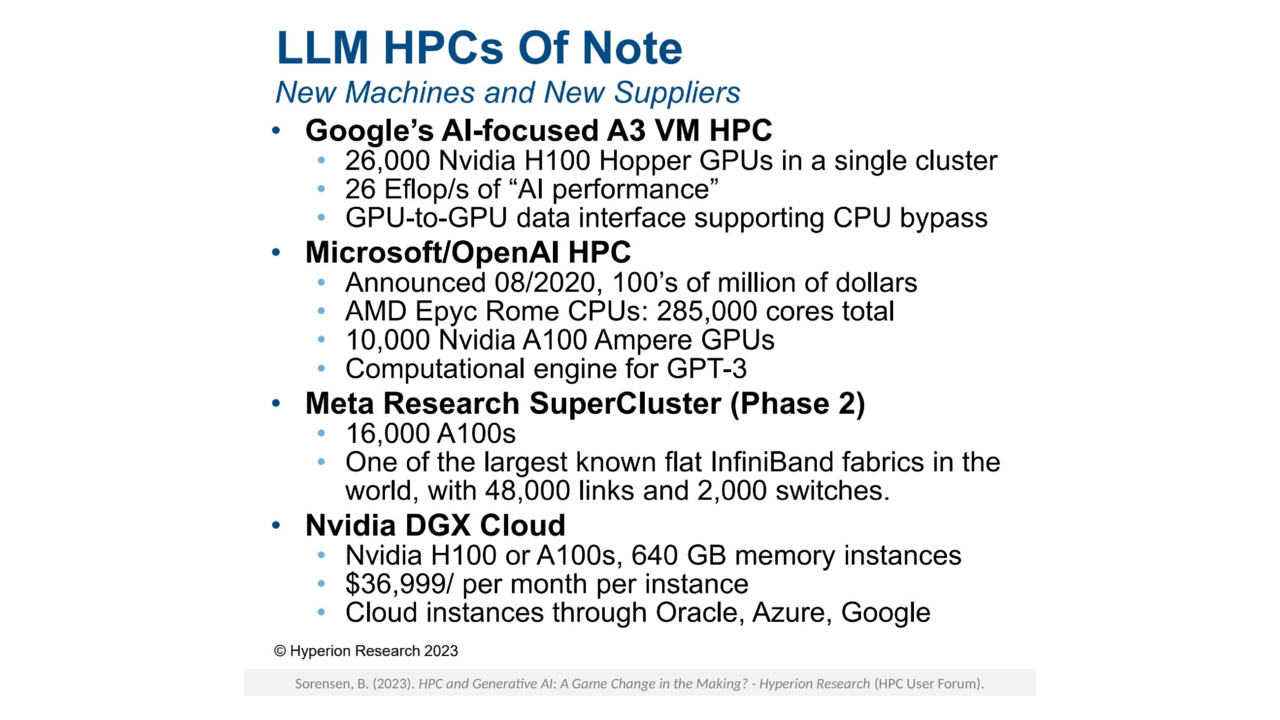 LLM HPCs Of Note
New Machines and New Suppliers
• Google’s AI-focused A3 VM HPC
• 26,000 Nvidia H100 Hopper GPUs in a single cluster
• 26 Eflop/s of “AI performance”
• GPU-to-GPU data interface supporting CPU bypass
• Microsoft/OpenAI HPC
• Announced 08/2020, 100’s of million of dollars
• AMD Epyc Rome CPUs: 285,000 cores total
• 10,000 Nvidia A100 Ampere GPUs
• Computational engine for GPT-3
• Meta Research SuperCluster (Phase 2)
• 16,000 A100s
• One of the largest known flat InfiniBand fabrics in the
world, with 48,000 links and 2,000 switches.
• Nvidia DGX Cloud
• Nvidia H100 or A100s, 640 GB memory instances
• $36,999/ per month per instance
• Cloud instances through Oracle, Azure, Google
© Hyperion Research 2023
Sorensen, B. (2023). HPC and Generative AI: A Game Change in the Making? - Hyperion Research (HPC User Forum).